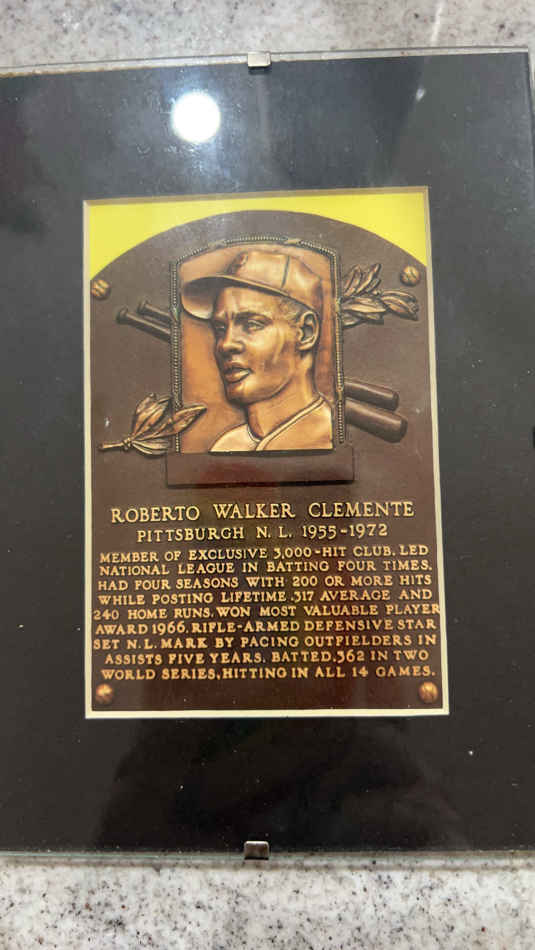 ROBERTO WALKER CLEMENTE
PITTSBURGH N. L. 1955-1972
MEMBER OF EXCLUSIVE 3,000-HIT CLUB. LED
NATIONAL LEAGUE IN BATTING FOUR TIMES.
HAD FOUR SEASONS WITH 200 OR MORE HITS
WHILE POSTING LIFETIME .317 AVERAGE AND
240 HOME RUNS. WON MOST VALUABLE PLAYER
AWARD 1966. RIFLE-ARMED DEFENSIVE STAR
SET N. L. MARK BY PACING OUTFIELDERS IN
ASSISTS FIVE YEARS. BATTED .362 IN TWO
WORLD SERIES, HITTING IN ALL 14 GAMES.